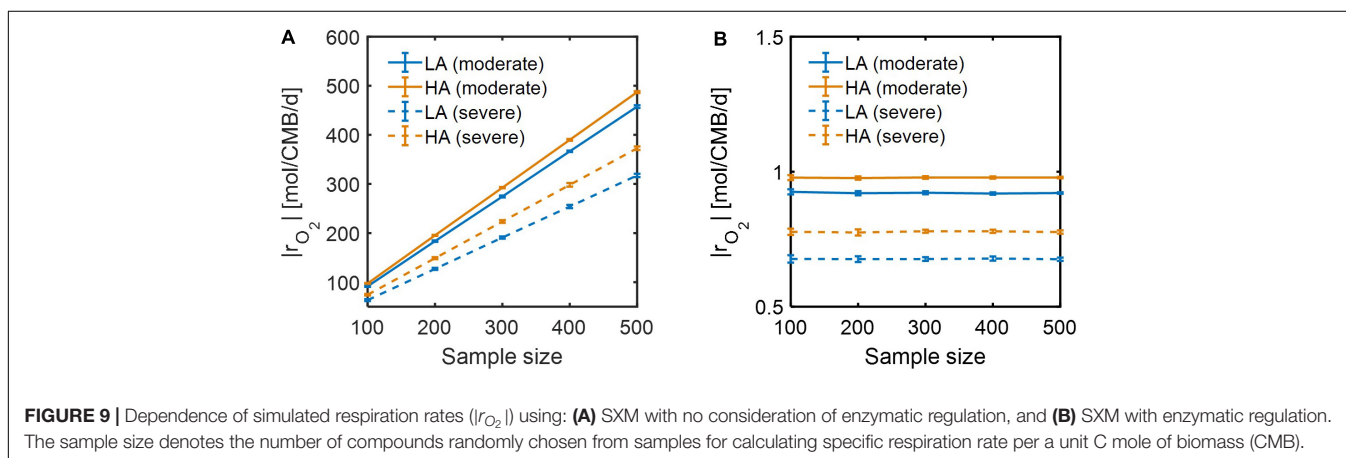 A
600
500
400
300
200
100
|rO2| [mol/CMB/d]
LA (moderate)
HA (moderate)
LA (severe)
HA (severe)
100 200 300 400 500
Sample size
B
1.5
1
0.5
|rO2| [mol/CMB/d]
LA (moderate)
HA (moderate)
LA (severe)
HA (severe)
100 200 300 400 500
Sample size
FIGURE 9 | Dependence of simulated respiration rates (|rO2|) using: (A) SXM with no consideration of enzymatic regulation, and (B) SXM with enzymatic regulation.
The sample size denotes the number of compounds randomly chosen from samples for calculating specific respiration rate per a unit C mole of biomass (CMB).